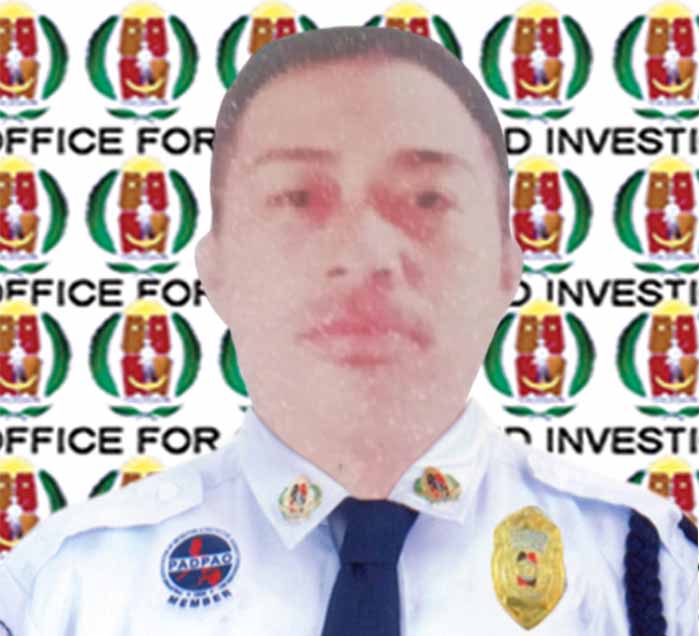 OFFICE FOR
D INVESTI
OFFICE FOR
D INVESTI
OFFICE FOR
D INVESTI
PADPAO
MEMBER